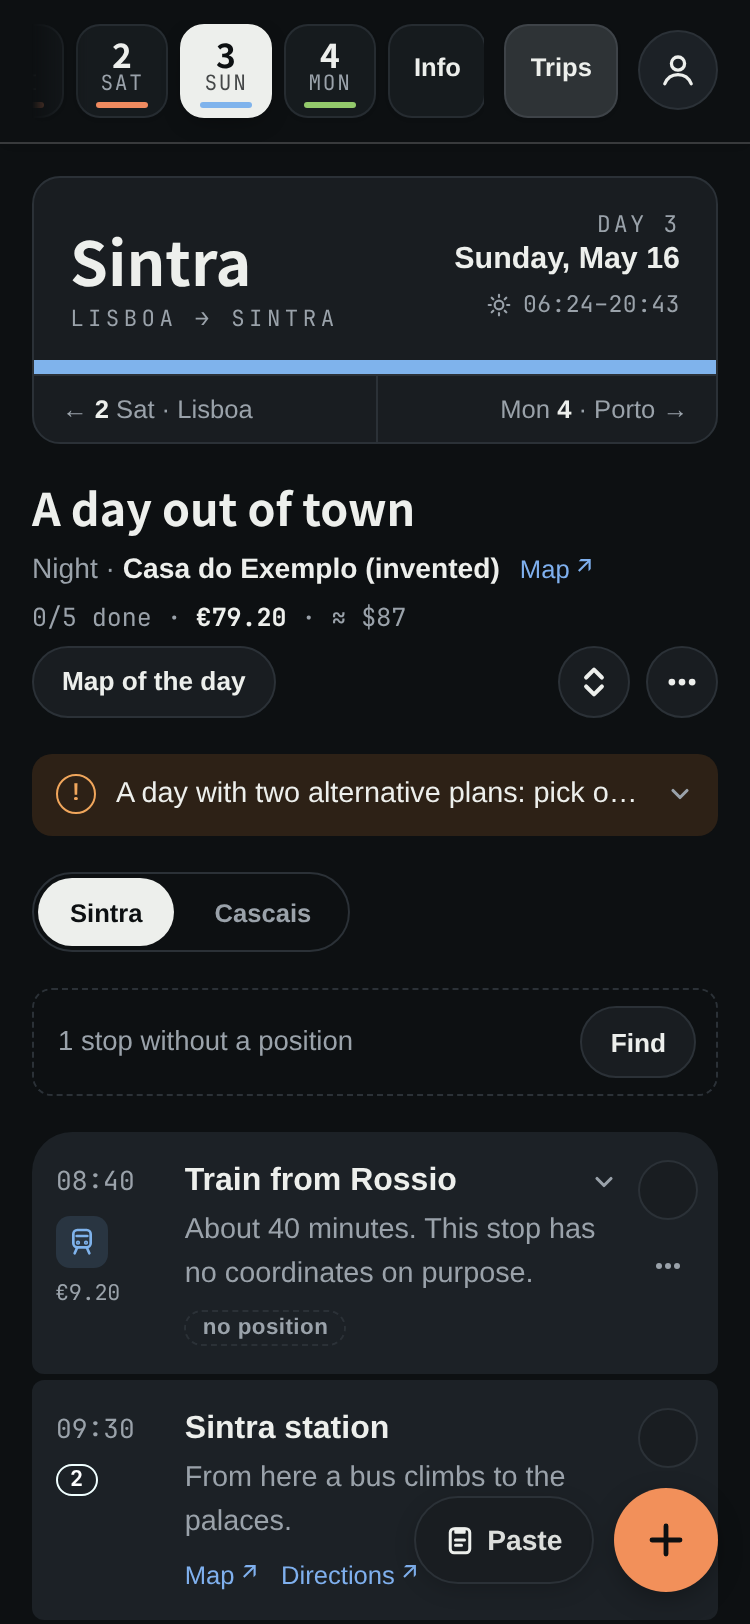 2
SAT
3
SUN
4
MON
Info
Trips
Sintra
LISBOA → SINTRA
DAY 3
Sunday, May 16
06:24–20:43
← 2 Sat · Lisboa
Mon 4 · Porto →
A day out of town
Night · Casa do Exemplo (invented) Map
0/5 done · €79.20 · ≈ $87
Map of the day
! A day with two alternative plans: pick o…
Sintra
Cascais
1 stop without a position
Find
08:40
Train from Rossio
About 40 minutes. This stop has
no coordinates on purpose.
€9.20
no position
09:30
Sintra station
2
From here a bus climbs to the
palaces.
Map Directions
Paste